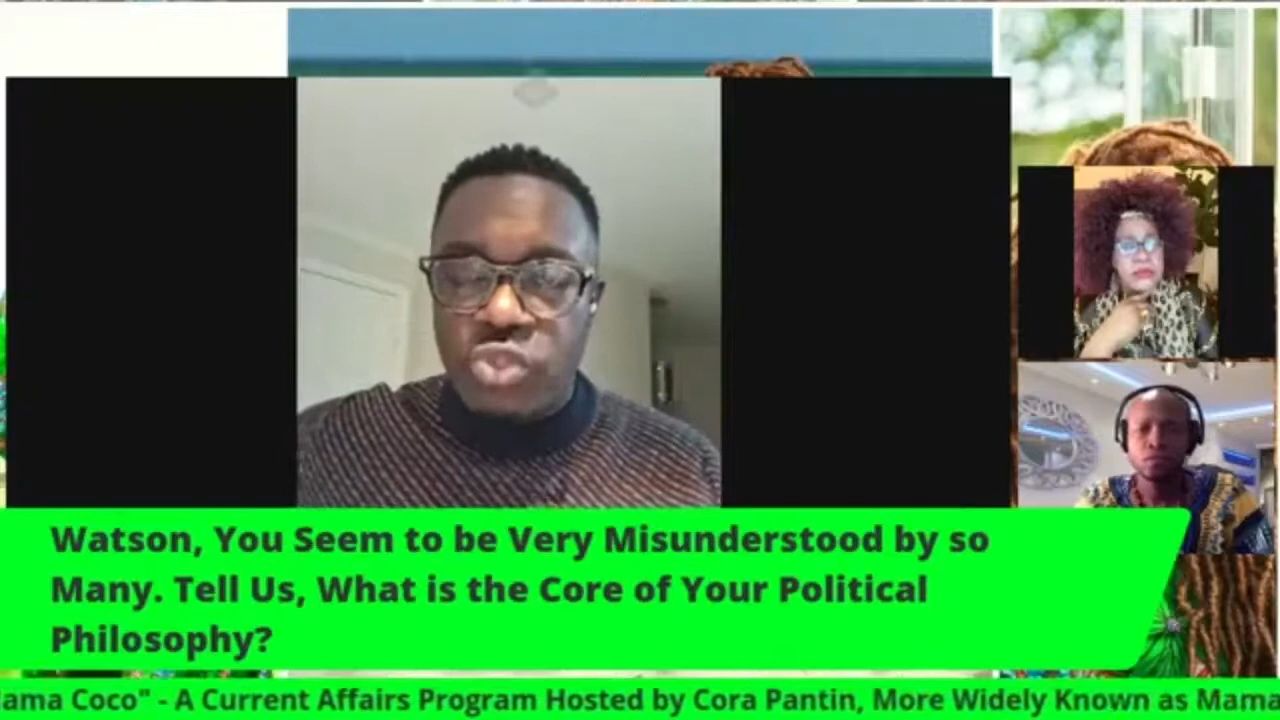 Watson, You Seem to be Very Misunderstood by so
Many. Tell Us, What is the Core of Your Political
Philosophy?
Coco" - A Current Affairs Program Hosted by Cora Pantin, More Widely Known as Mama